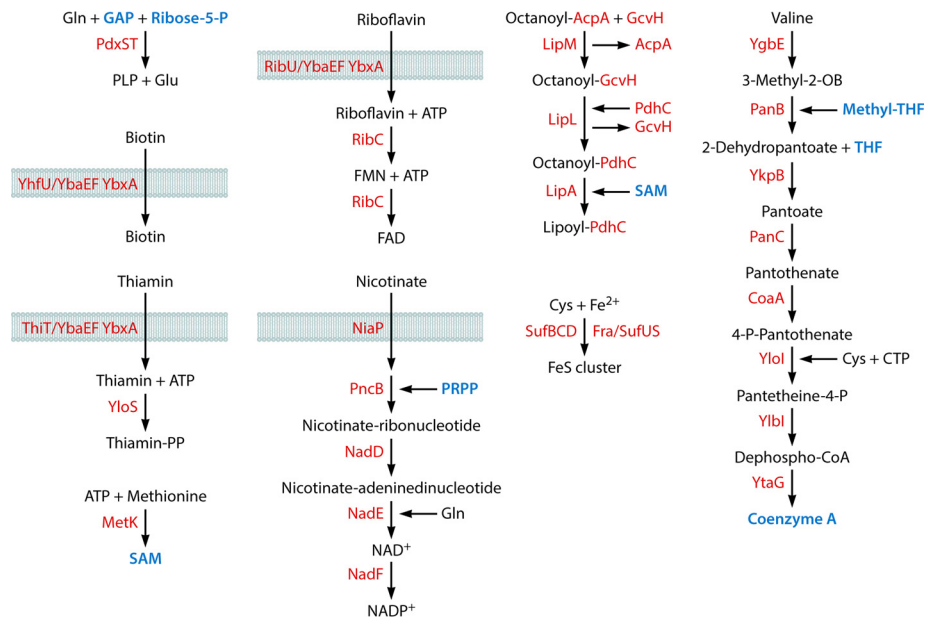 Gln + GAP + Ribose-5-P
PdxST
PLP + Glu
Biotin
YhfU/YbaEF YbxA
Biotin
Thiamin
ThiT/YbaEF YbxA
Thiamin + ATP
YloS
Thiamin-PP
ATP + Methionine
MetK
SAM
Riboflavin
RibU/YbaEF YbxA
Riboflavin + ATP
RibC
FMN + ATP
RibC
FAD
Nicotinate
NiaP
PncB
PRPP
Nicotinate-ribonucleotide
NadD
Nicotinate-adeninedinucleotide
NadE
Gln
NAD⁺
NadF
NADP⁺
Octanoyl-AcpA + GcvH
LipM
AcpA
Octanoyl-GcvH
PdhC
LipL
GcvH
Octanoyl-PdhC
LipA
SAM
Lipoyl-PdhC
Cys + Fe²⁺
SufBCD
Fra/SufUS
FeS cluster
Valine
YgbE
3-Methyl-2-OB
PanB
Methyl-THF
2-Dehydropantoate + THF
YkpB
Pantoate
PanC
Pantothenate
CoaA
4-P-Pantothenate
YloI
Cys + CTP
Pantetheine-4-P
YlbI
Dephospho-CoA
YtaG
Coenzyme A